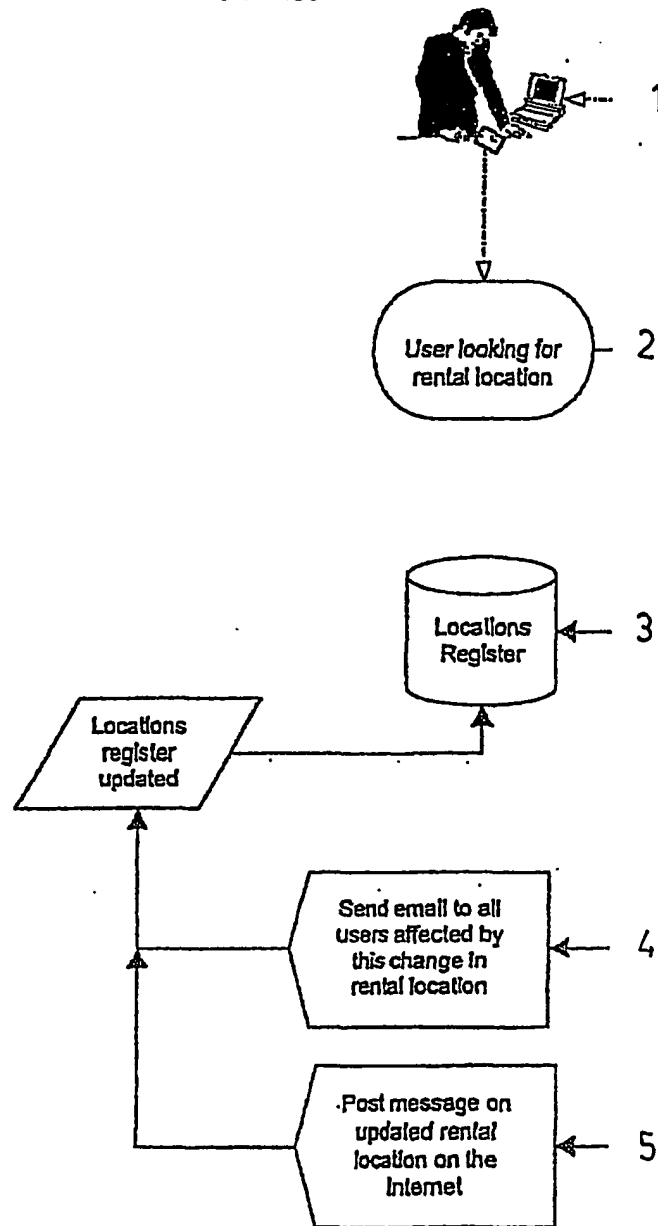 1
User looking for
rental location
2
Locations
Register
3
Locations
register
updated
Send email to all
users affected by
this change in
rental location
4
Post message on
updated rental
location on the
Internet
5